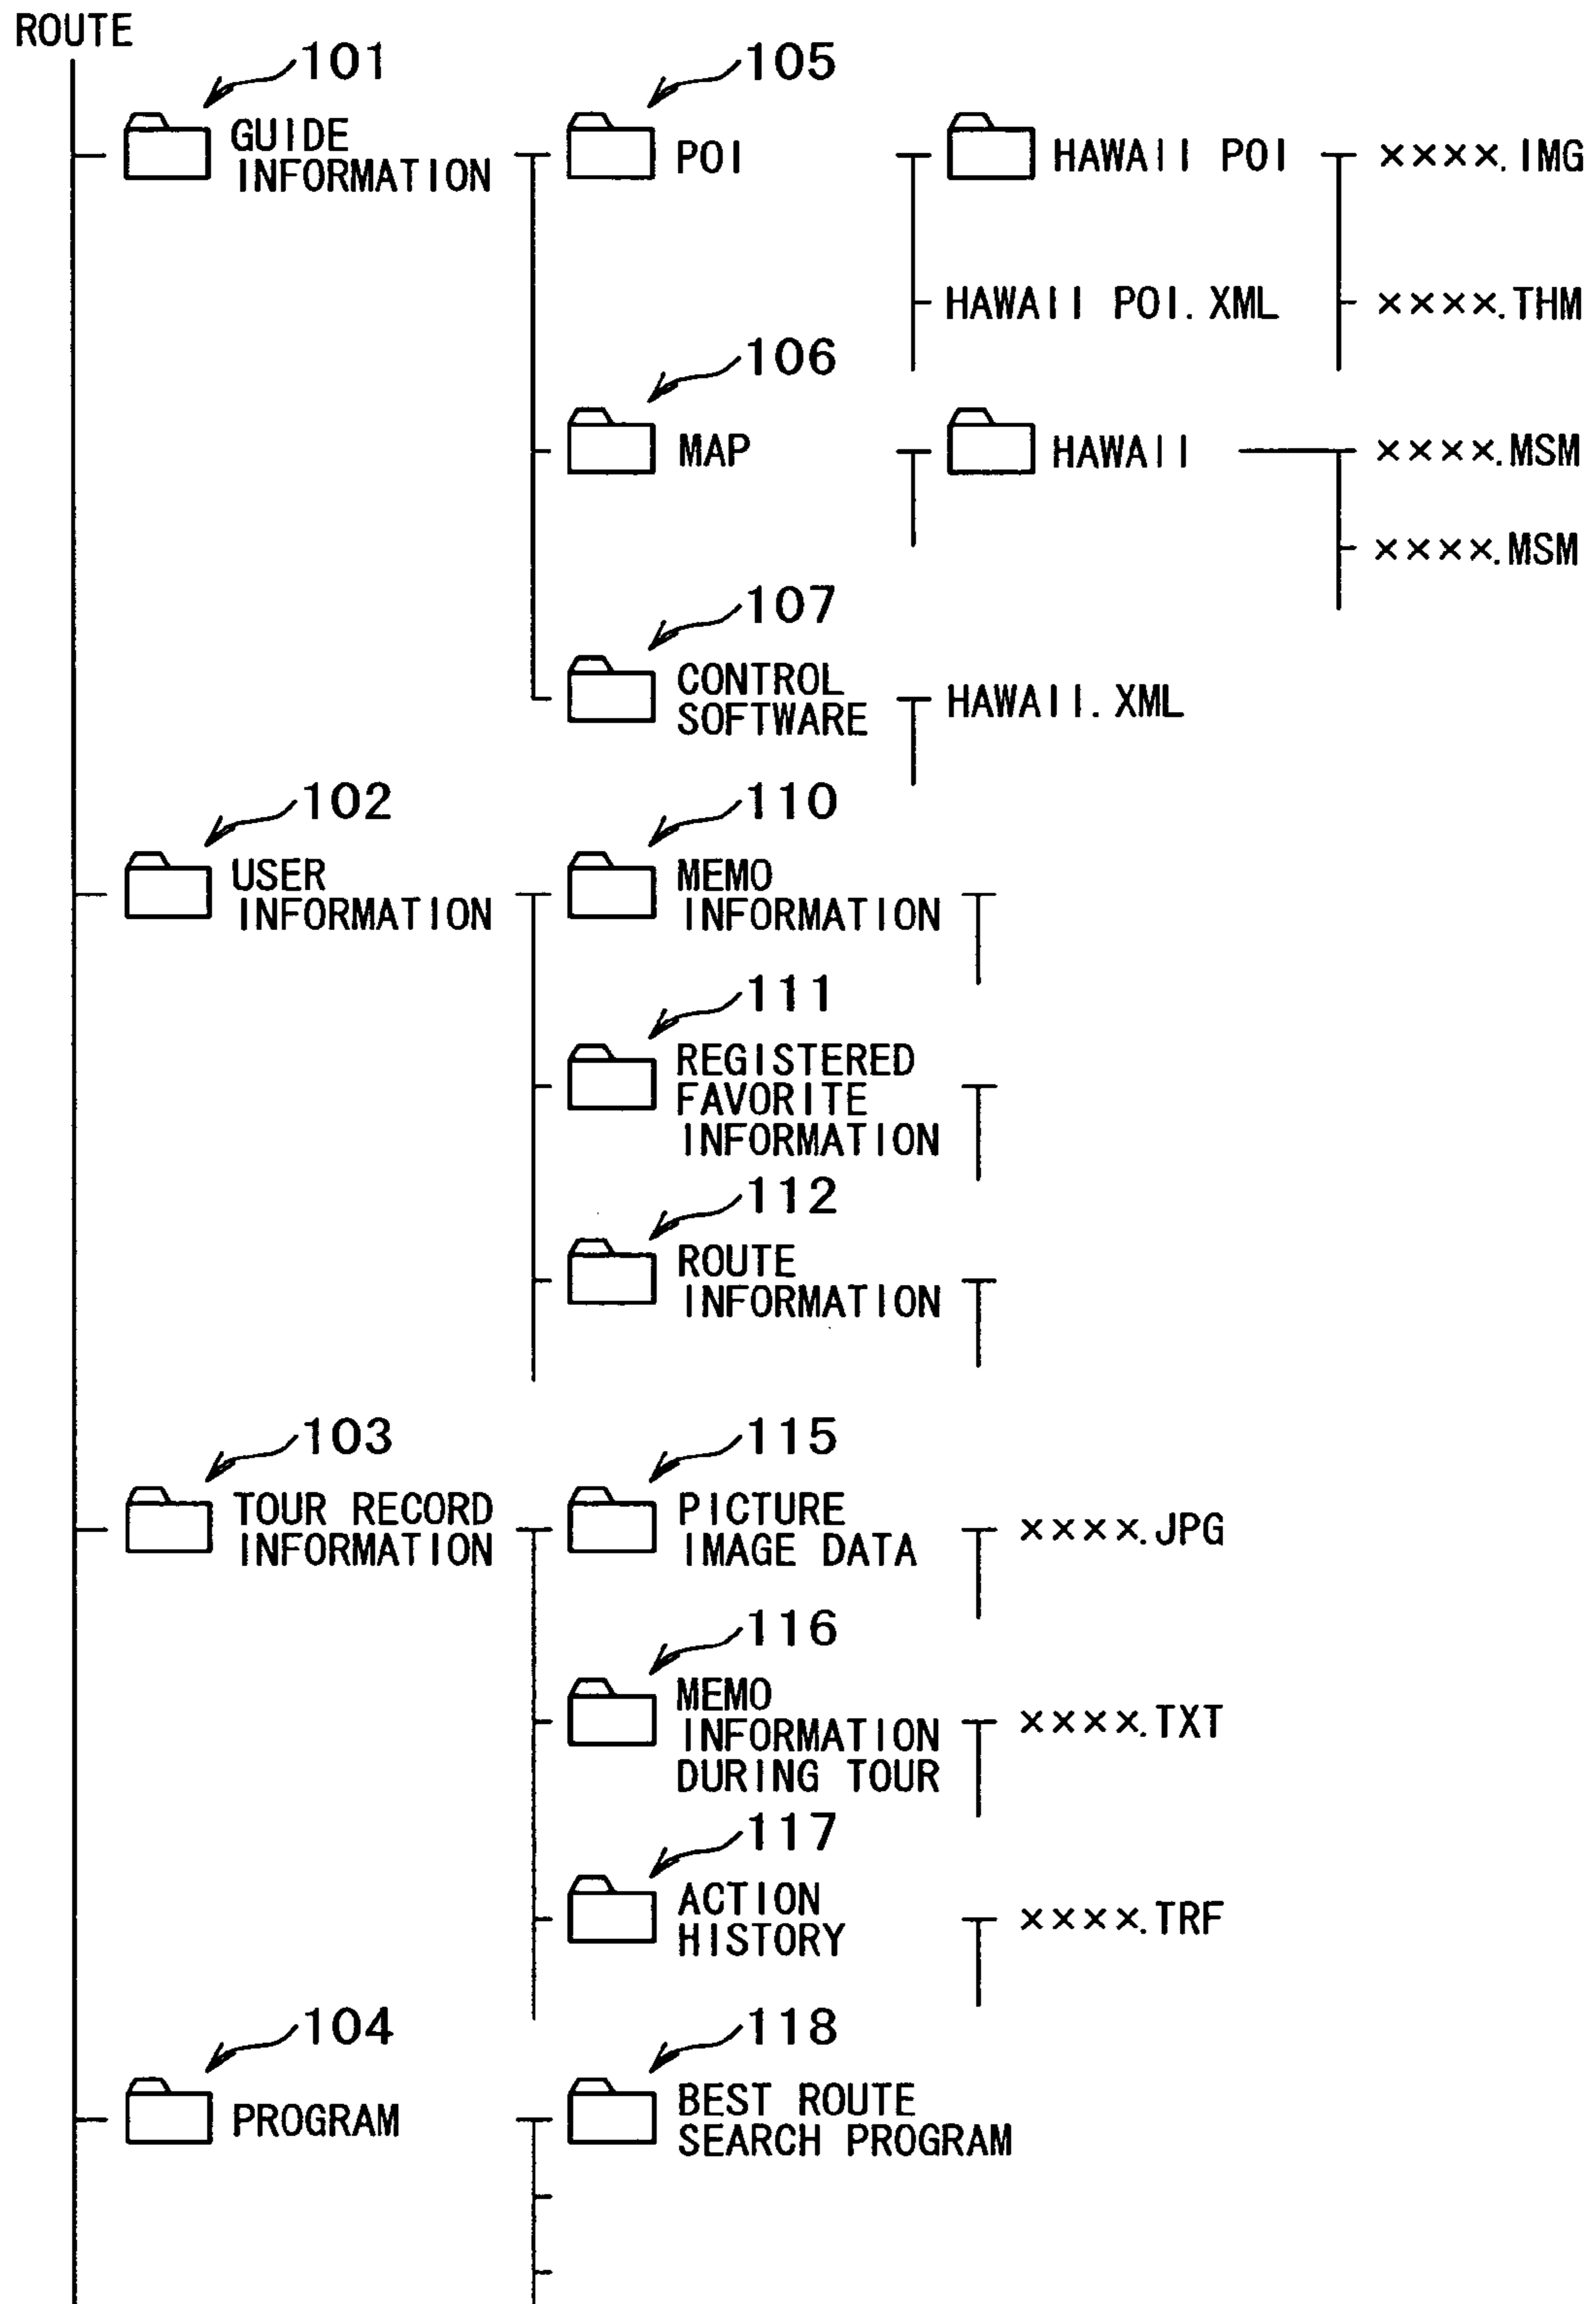 ROUTE
101
GUIDE
INFORMATION
105
POI
HAWAII POI
××××.IMG
HAWAII POI.XML
××××.THM
106
MAP
HAWAII
××××.MSM
××××.MSM
107
CONTROL
SOFTWARE
HAWAII.XML
102
USER
INFORMATION
110
MEMO
INFORMATION
111
REGISTERED
FAVORITE
INFORMATION
112
ROUTE
INFORMATION
103
TOUR RECORD
INFORMATION
115
PICTURE
IMAGE DATA
××××.JPG
116
MEMO
INFORMATION
DURING TOUR
××××.TXT
117
ACTION
HISTORY
××××.TRF
104
PROGRAM
118
BEST ROUTE
SEARCH PROGRAM